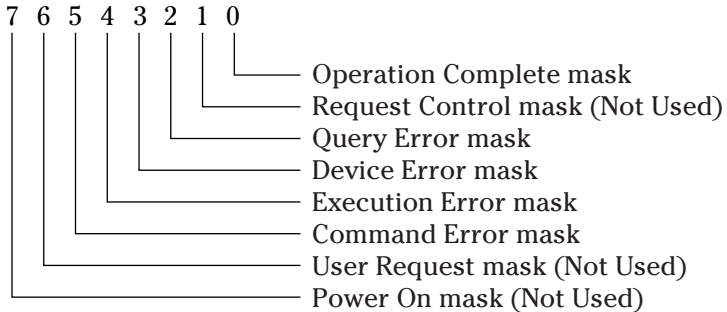 7 6 5 4 3 2 1 0
Operation Complete mask
Request Control mask (Not Used)
Query Error mask
Device Error mask
Execution Error mask
Command Error mask
User Request mask (Not Used)
Power On mask (Not Used)